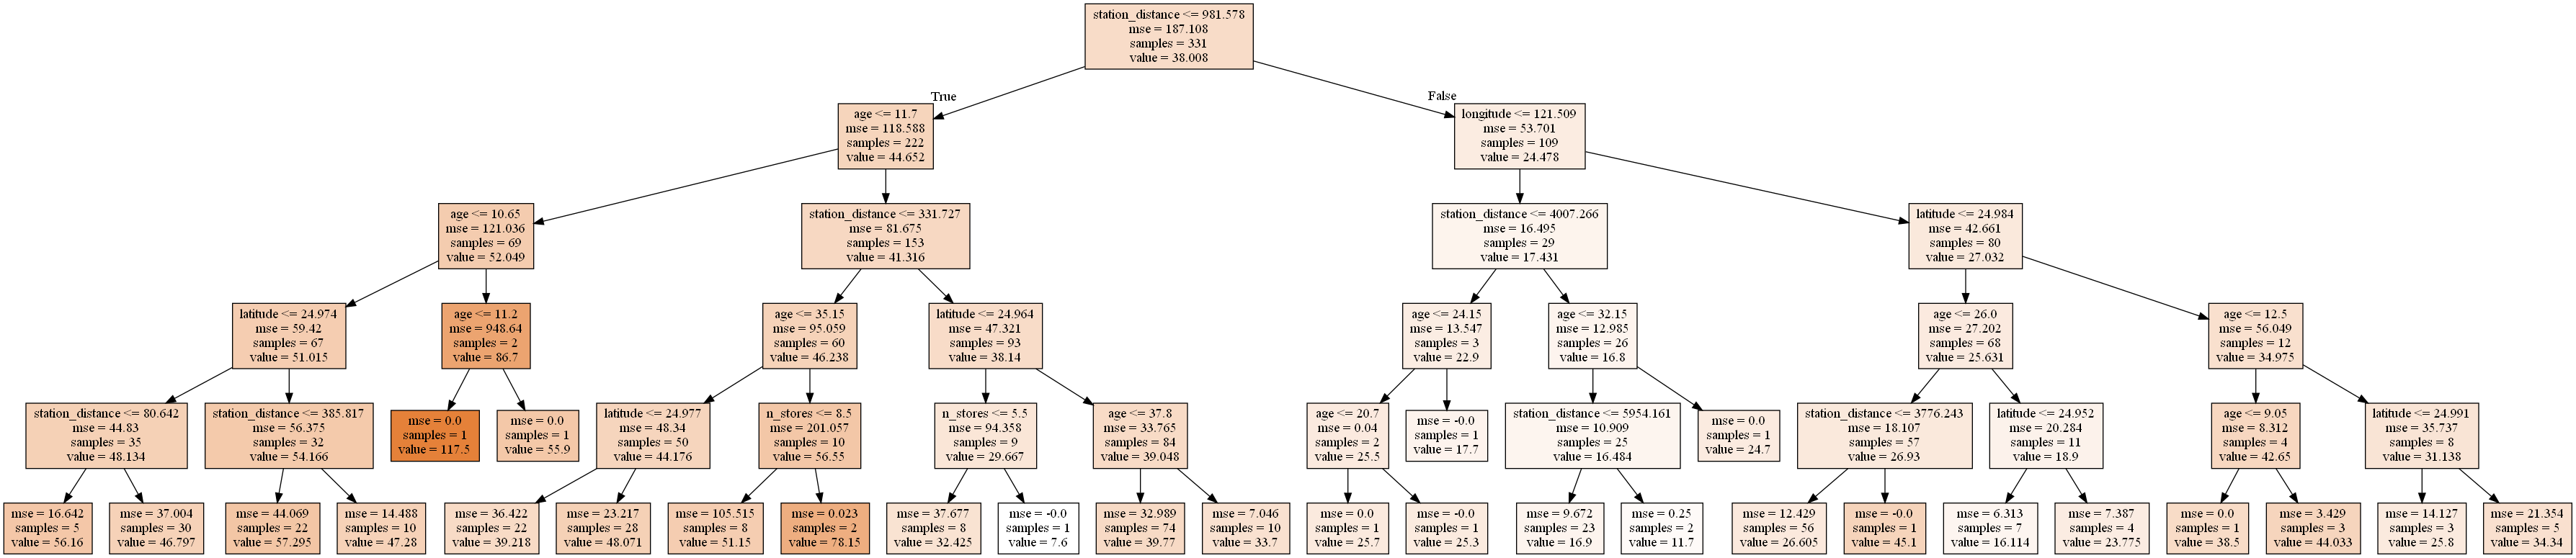 station_distance <= 981.578
mse = 187.108
samples = 331
value = 38.008
True
False
age <= 11.7
mse = 118.588
samples = 222
value = 44.652
longitude <= 121.509
mse = 53.701
samples = 109
value = 24.478
age <= 10.65
mse = 121.036
samples = 69
value = 52.049
station_distance <= 331.727
mse = 81.675
samples = 153
value = 41.316
station_distance <= 4007.266
mse = 16.495
samples = 29
value = 17.431
latitude <= 24.984
mse = 42.661
samples = 80
value = 27.032
latitude <= 24.974
mse = 59.42
samples = 67
value = 51.015
age <= 11.2
mse = 948.64
samples = 2
value = 86.7
age <= 35.15
mse = 95.059
samples = 60
value = 46.238
latitude <= 24.964
mse = 47.321
samples = 93
value = 38.14
age <= 24.15
mse = 13.547
samples = 3
value = 22.9
age <= 32.15
mse = 12.985
samples = 26
value = 16.8
age <= 26.0
mse = 27.202
samples = 68
value = 25.631
age <= 12.5
mse = 56.049
samples = 12
value = 34.975
station_distance <= 80.642
mse = 44.83
samples = 35
value = 48.134
station_distance <= 385.817
mse = 56.375
samples = 32
value = 54.166
mse = 0.0
samples = 1
value = 117.5
mse = 0.0
samples = 1
value = 55.9
latitude <= 24.977
mse = 48.34
samples = 50
value = 44.176
n_stores <= 8.5
mse = 201.057
samples = 10
value = 56.55
n_stores <= 5.5
mse = 94.358
samples = 9
value = 29.667
age <= 37.8
mse = 33.765
samples = 84
value = 39.048
age <= 20.7
mse = 0.04
samples = 2
value = 25.5
mse = -0.0
samples = 1
value = 17.7
station_distance <= 5954.161
mse = 10.909
samples = 25
value = 16.484
mse = 0.0
samples = 1
value = 24.7
station_distance <= 3776.243
mse = 18.107
samples = 57
value = 26.93
latitude <= 24.952
mse = 20.284
samples = 11
value = 18.9
age <= 9.05
mse = 8.312
samples = 4
value = 42.65
latitude <= 24.991
mse = 35.737
samples = 8
value = 31.138
mse = 16.642
samples = 5
value = 56.16
mse = 37.004
samples = 30
value = 46.797
mse = 44.069
samples = 22
value = 57.295
mse = 14.488
samples = 10
value = 47.28
mse = 36.422
samples = 22
value = 39.218
mse = 23.217
samples = 28
value = 48.071
mse = 105.515
samples = 8
value = 51.15
mse = 0.023
samples = 2
value = 78.15
mse = 37.677
samples = 8
value = 32.425
mse = -0.0
samples = 1
value = 7.6
mse = 32.989
samples = 74
value = 39.77
mse = 7.046
samples = 10
value = 33.7
mse = 0.0
samples = 1
value = 25.7
mse = -0.0
samples = 1
value = 25.3
mse = 9.672
samples = 23
value = 16.9
mse = 0.25
samples = 2
value = 11.7
mse = 12.429
samples = 56
value = 26.605
mse = -0.0
samples = 1
value = 45.1
mse = 6.313
samples = 7
value = 16.114
mse = 7.387
samples = 4
value = 23.775
mse = 0.0
samples = 1
value = 38.5
mse = 3.429
samples = 3
value = 44.033
mse = 14.127
samples = 3
value = 25.8
mse = 21.354
samples = 5
value = 34.34